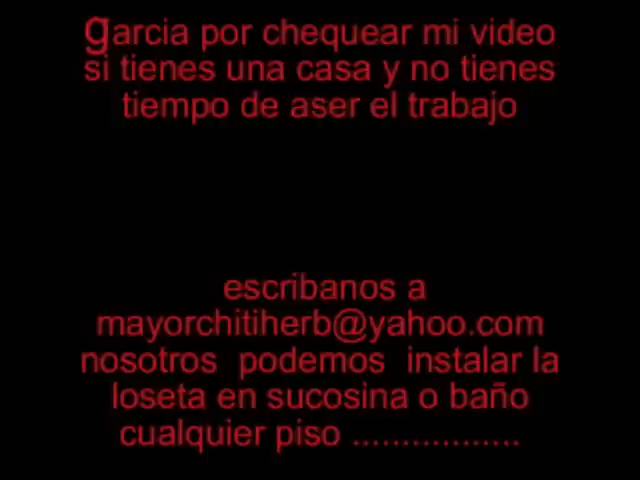 garcia por chequear mi video
si tienes una casa y no tienes
tiempo de aser el trabajo
escribanos a
mayorchitiherb@yahoo.com
nosotros podemos instalar la
loseta en sucosina o baño
cualquier piso .................